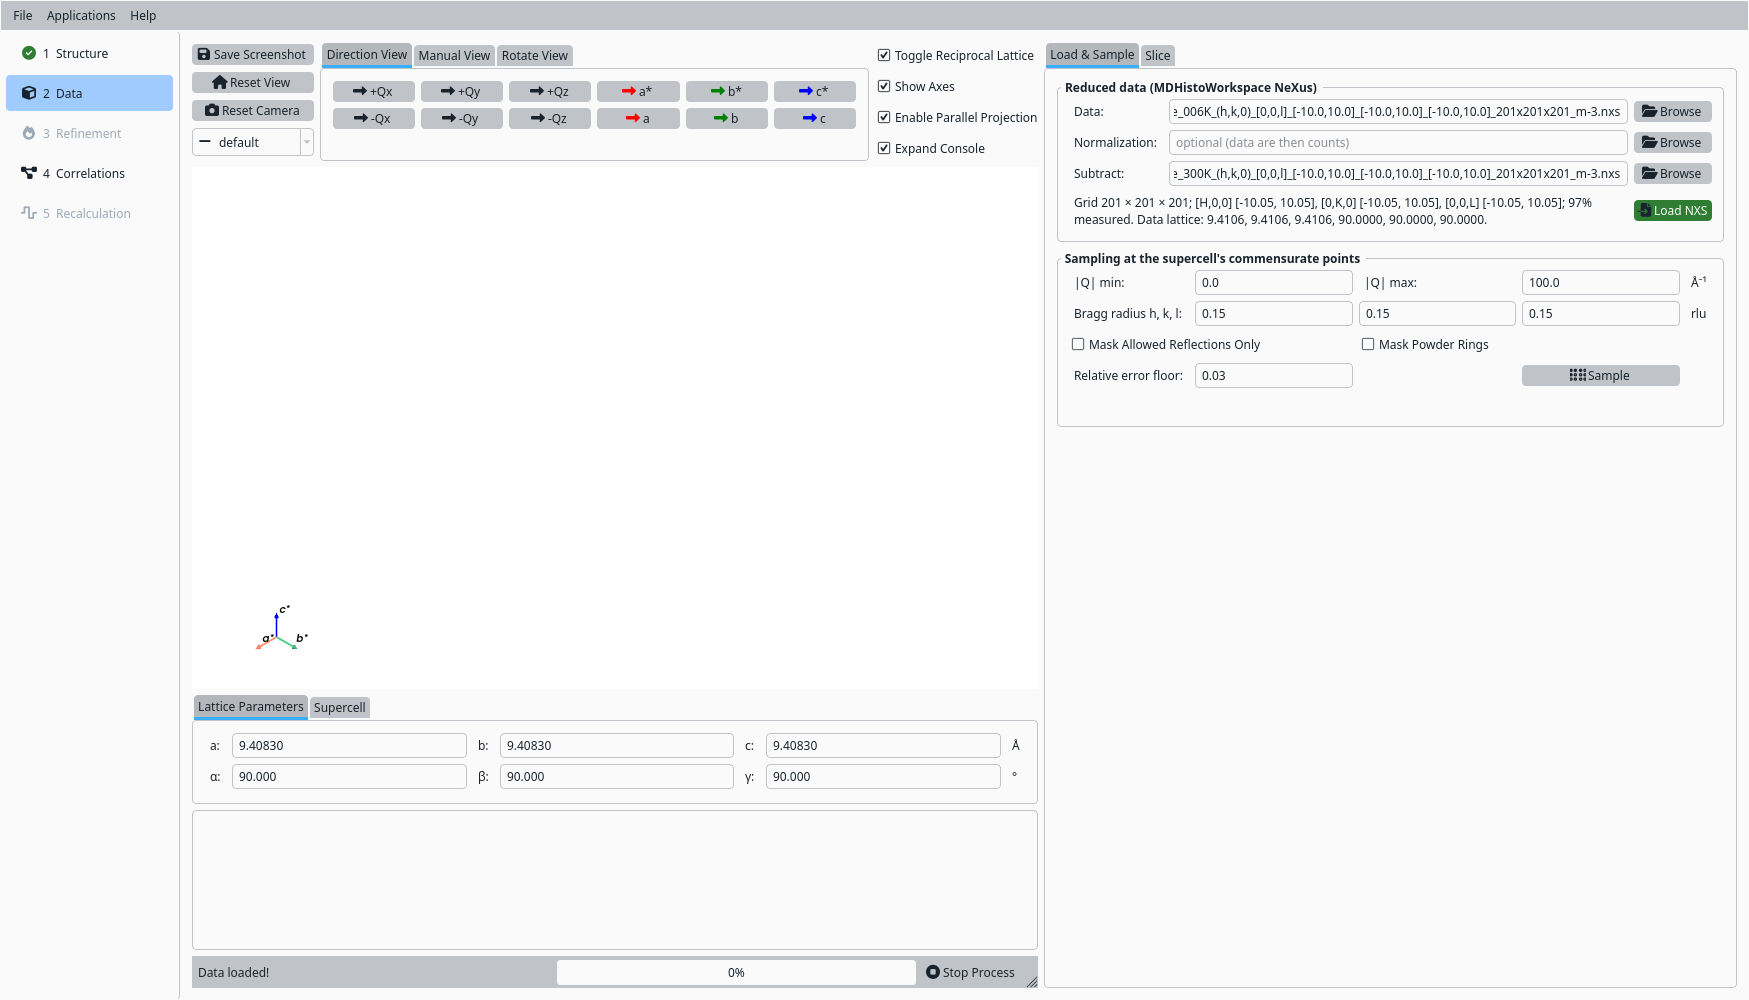 File Applications Help
1 Structure
2 Data
3 Refinement
4 Correlations
5 Recalculation
Save Screenshot
Reset View
Reset Camera
default
Direction View Manual View Rotate View
+Qx +Qy +Qz a* b* c*
-Qx -Qy -Qz a b c
Toggle Reciprocal Lattice
Show Axes
Enable Parallel Projection
Expand Console
c*
a* b*
Lattice Parameters Supercell
a: 9.40830 b: 9.40830 c: 9.40830 Å
α: 90.000 β: 90.000 γ: 90.000 °
Data loaded! 0% Stop Process
Load & Sample Slice
Reduced data (MDHistoWorkspace NeXus)
Data: e_006K_(h,k,0)_[0,0,l]_[-10.0,10.0]_[-10.0,10.0]_[-10.0,10.0]_201x201x201_m-3.nxs Browse
Normalization: optional (data are then counts) Browse
Subtract: e_300K_(h,k,0)_[0,0,l]_[-10.0,10.0]_[-10.0,10.0]_[-10.0,10.0]_201x201x201_m-3.nxs Browse
Grid 201 × 201 × 201; [H,0,0] [-10.05, 10.05], [0,K,0] [-10.05, 10.05], [0,0,L] [-10.05, 10.05]; 97%
measured. Data lattice: 9.4106, 9.4106, 9.4106, 90.0000, 90.0000, 90.0000.
Load NXS
Sampling at the supercell's commensurate points
|Q| min: 0.0 |Q| max: 100.0 Å⁻¹
Bragg radius h, k, l: 0.15 0.15 0.15 rlu
Mask Allowed Reflections Only Mask Powder Rings
Relative error floor: 0.03 Sample